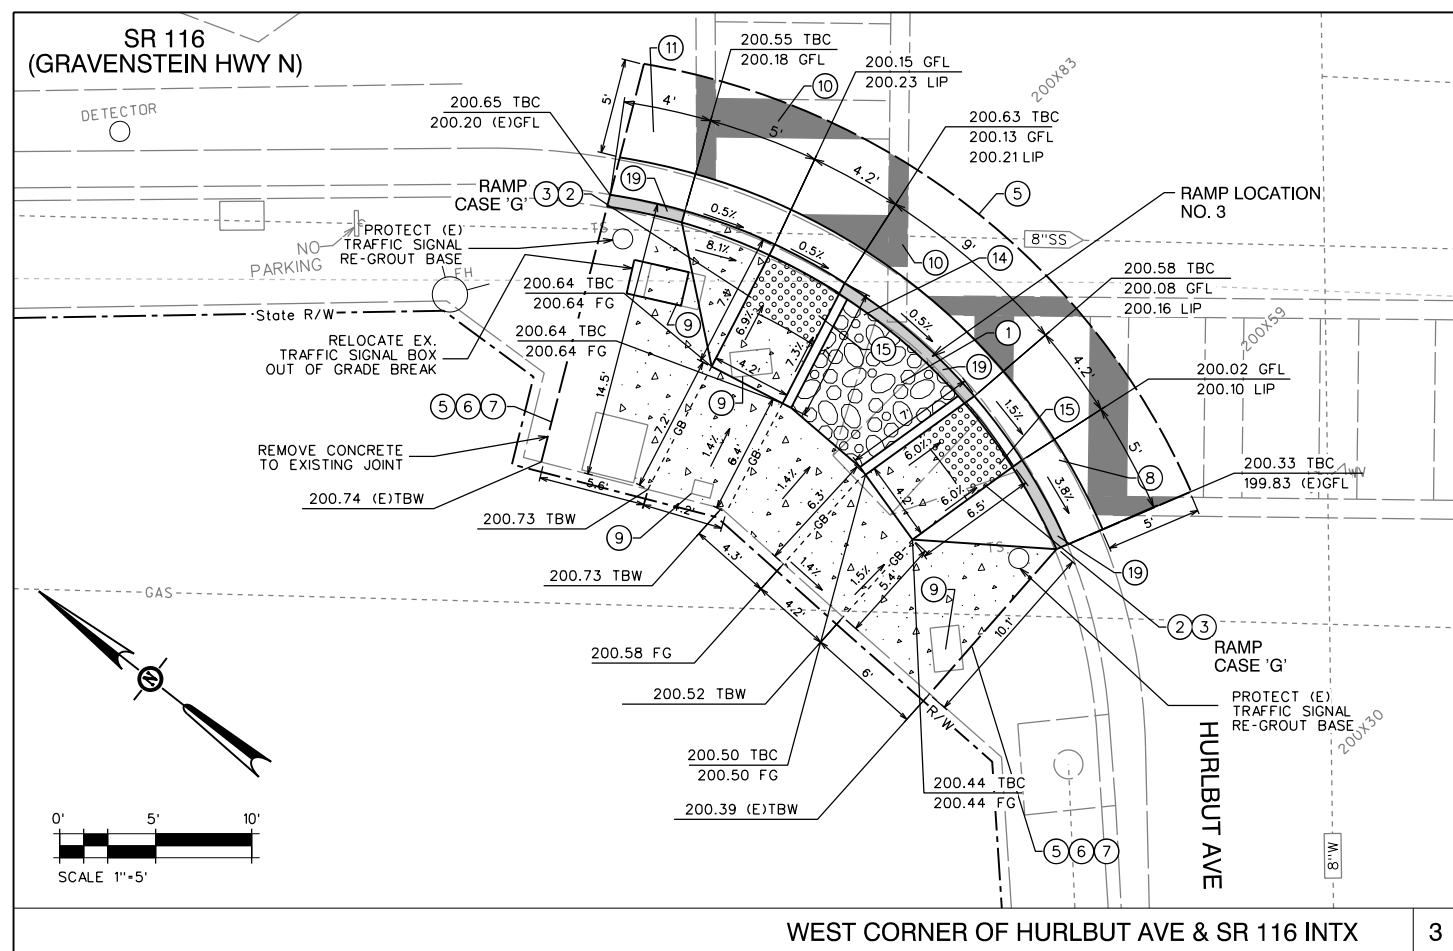 SR 116
(GRAVENSTEIN HWY N)
DETECTOR
11
200.55 TBC
200.18 GFL
10
200.15 GFL
200.23 LIP
200X83
5'
4'
5'
4.2'
200.65 TBC
200.20 (E)GFL
200.63 TBC
200.13 GFL
200.21 LIP
RAMP
CASE 'G'
3 2
19
5
RAMP LOCATION
NO. 3
0.5%
0.5%
8.1%
9'
8"SS
10
14
PROTECT (E)
TRAFFIC SIGNAL
RE-GROUT BASE
TS
NO
PARKING
FH
200.64 TBC
200.64 FG
200.58 TBC
200.08 GFL
200.16 LIP
State R/W
200.64 TBC
200.64 FG
9
7.4'
6.9%
0.5%
1
200X59
RELOCATE EX.
TRAFFIC SIGNAL BOX
OUT OF GRADE BREAK
15
7.3%
19
4.2'
4.2'
200.02 GFL
200.10 LIP
14.5'
5 6 7
9
7'
1.5%
15
7.2'
GB
1.4%
6.4'
GB
6.0%
5'
REMOVE CONCRETE
TO EXISTING JOINT
1.4%
8
200.33 TBC
199.83 (E)GFL
WV
200.74 (E)TBW
5.6'
4.2'
6.3'
GB
4.2'
6.0%
6.5'
3.8%
5'
200.73 TBW
9
200.73 TBW
4.3'
1.4%
1.5%
GB
5.4'
TS
19
GAS
4.2'
9
10.1'
2 3
RAMP
CASE 'G'
200.58 FG
200.52 TBW
6'
R/W
PROTECT (E)
TRAFFIC SIGNAL
RE-GROUT BASE
200X30
N
200.50 TBC
200.50 FG
200.44 TBC
200.44 FG
200.39 (E)TBW
HURLBUT AVE
5 6 7
8"W
0' 5' 10'
SCALE 1"=5'
WEST CORNER OF HURLBUT AVE & SR 116 INTX
3